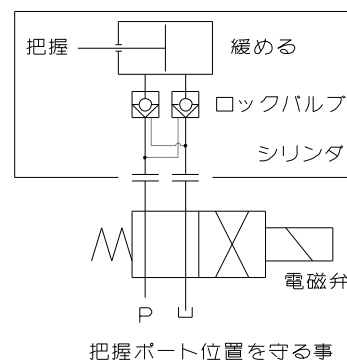 把握
緩める
ロックバルブ
シリンダ
電磁弁
P
把握ポート位置を守る事